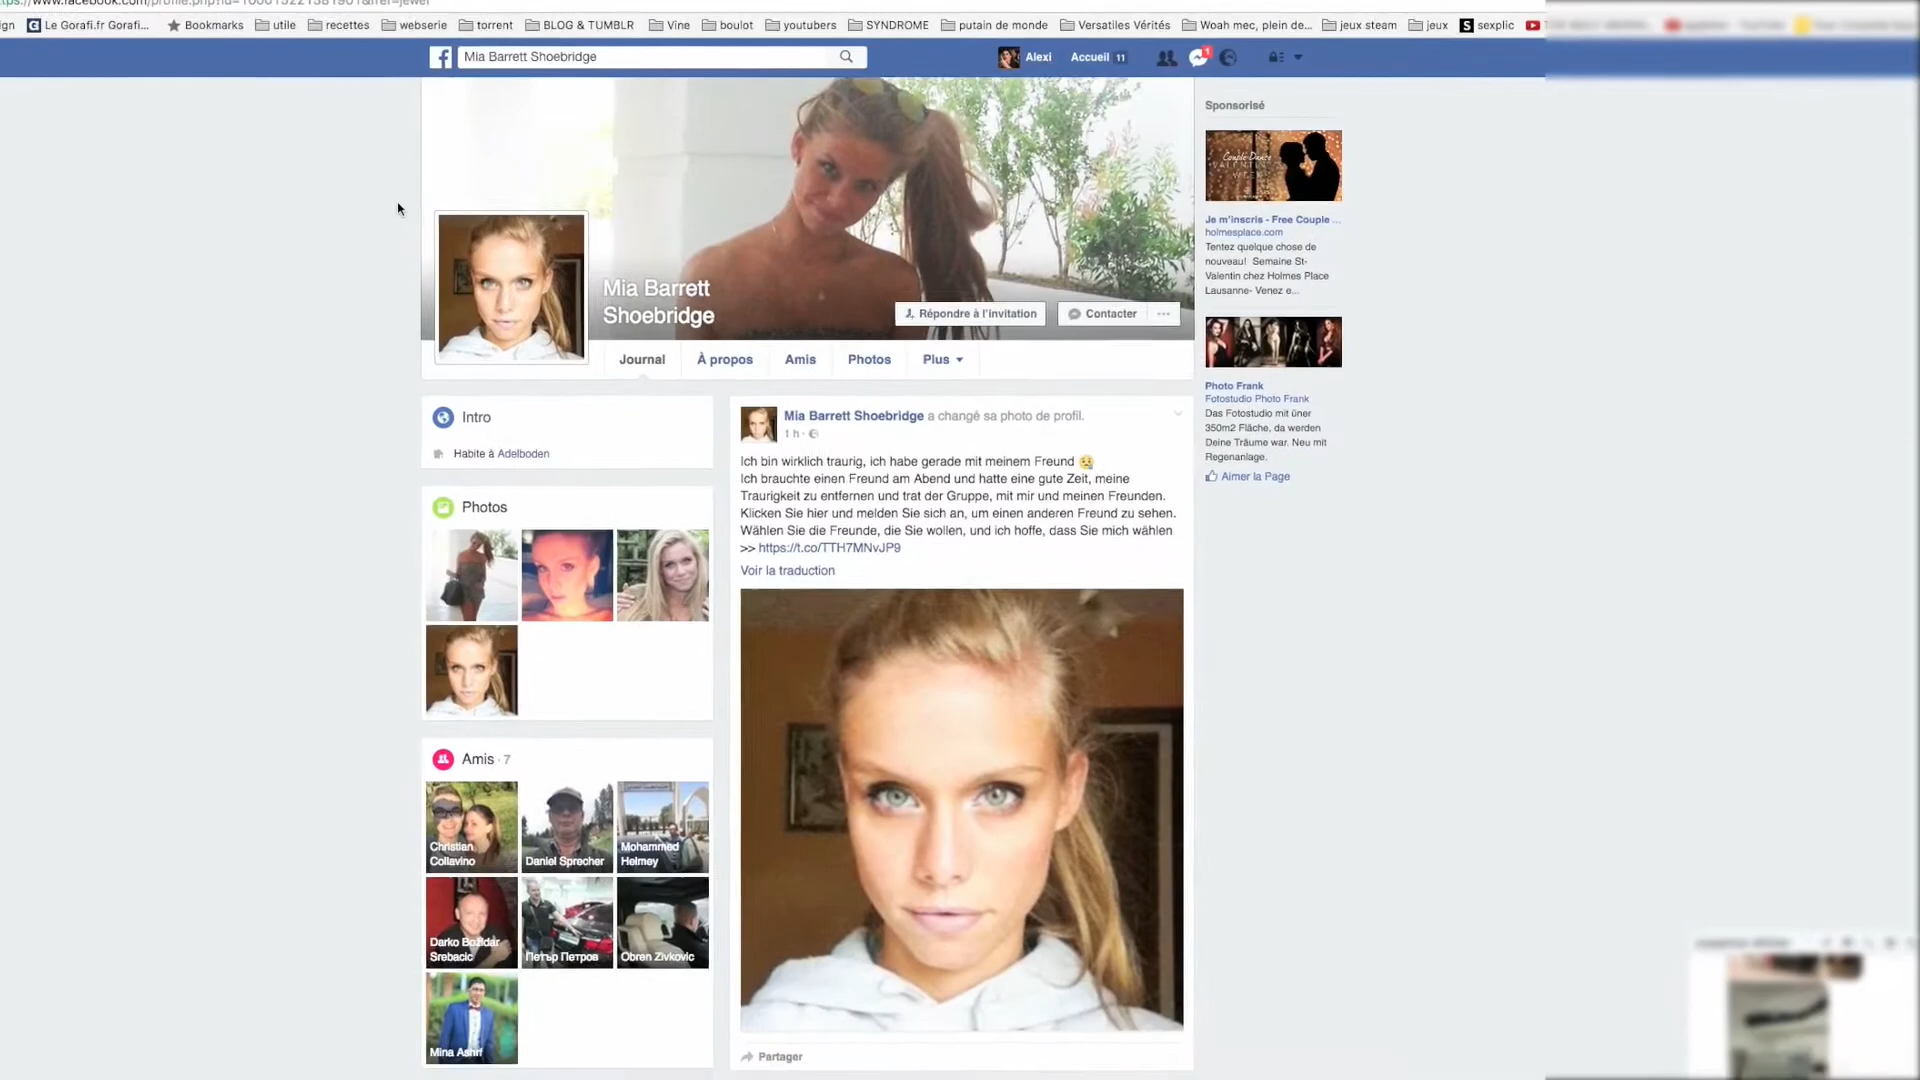 Le Gorafi.fr Gorafi...
Bookmarks
utile
recettes
webserie
torrent
BLOG & TUMBLR
Vine
boulot
youtubers
SYNDROME
putain de monde
Versatiles Vérités
Woah mec, plein de...
jeux steam
jeux
sexplic
Mia Barrett Shoebridge
Alexi
Accueil 11
1
Mia Barrett
Shoebridge
Répondre à l'invitation
Contacter
Journal
À propos
Amis
Photos
Plus
Intro
Habite à Adelboden
Photos
Amis · 7
Christian
Collavino
Daniel Sprecher
Mohammed
Helmey
Darko Bozidar
Srebacic
Петър Петров
Obren Zivkovic
Mina Ashrf
Mia Barrett Shoebridge a changé sa photo de profil.
1 h ·
Ich bin wirklich traurig, ich habe gerade mit meinem Freund 😢
Ich brauchte einen Freund am Abend und hatte eine gute Zeit, meine
Traurigkeit zu entfernen und trat der Gruppe, mit mir und meinen Freunden.
Klicken Sie hier und melden Sie sich an, um einen anderen Freund zu sehen.
Wählen Sie die Freunde, die Sie wollen, und ich hoffe, dass Sie mich wählen
>> https://t.co/TTH7MNvJP9
Voir la traduction
Partager
Sponsorisé
Couple Dance
VALENTIN
WEEK
Je m'inscris - Free Couple ...
holmesplace.com
Tentez quelque chose de
nouveau! Semaine St-
Valentin chez Holmes Place
Lausanne- Venez e...
Photo Frank
Fotostudio Photo Frank
Das Fotostudio mit üner
350m2 Fläche, da werden
Deine Träume war. Neu mit
Regenanlage.
Aimer la Page